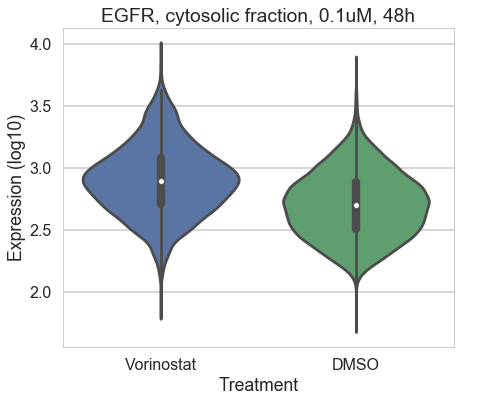 EGFR, cytosolic fraction, 0.1uM, 48h
Expression (log10)
4.0
3.5
3.0
2.5
2.0
Vorinostat DMSO
Treatment